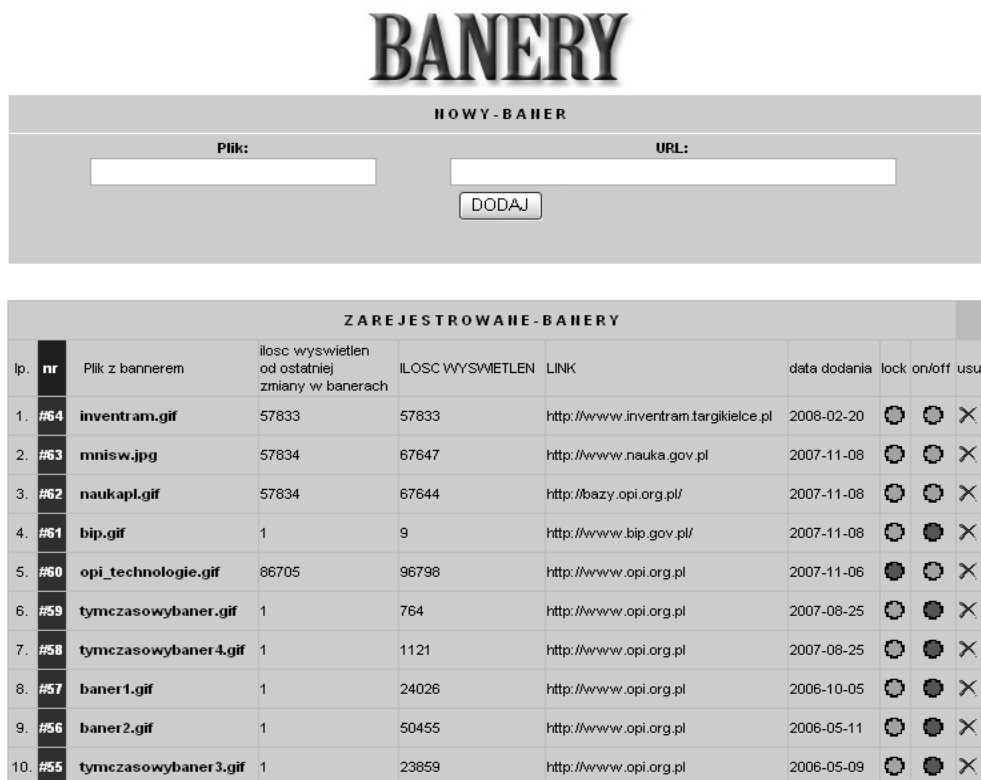 BANERY
NOWY-BANER
Plik: URL:
DODAJ
ZAREJESTROWANE-BANERY
lp. nr Plik z bannerem ilosc wyswietlen od ostatniej zmiany w banerach ILOSC WYSWIETLEN LINK data dodania lock on/off usu
1. #64 inventram.gif 57833 57833 http://www.inventram.targikielce.pl 2008-02-20
2. #63 mnisw.jpg 57834 67647 http://www.nauka.gov.pl 2007-11-08
3. #62 naukapl.gif 57834 67644 http://bazy.opi.org.pl/ 2007-11-08
4. #61 bip.gif 1 9 http://www.bip.gov.pl/ 2007-11-08
5. #60 opi_technologie.gif 86705 96798 http://www.opi.org.pl 2007-11-06
6. #59 tymczasowybaner.gif 1 764 http://www.opi.org.pl 2007-08-25
7. #58 tymczasowybaner4.gif 1 1121 http://www.opi.org.pl 2007-08-25
8. #57 baner1.gif 1 24026 http://www.opi.org.pl 2006-10-05
9. #56 baner2.gif 1 50455 http://www.opi.org.pl 2006-05-11
10. #55 tymczasowybaner3.gif 1 23859 http://www.opi.org.pl 2006-05-09